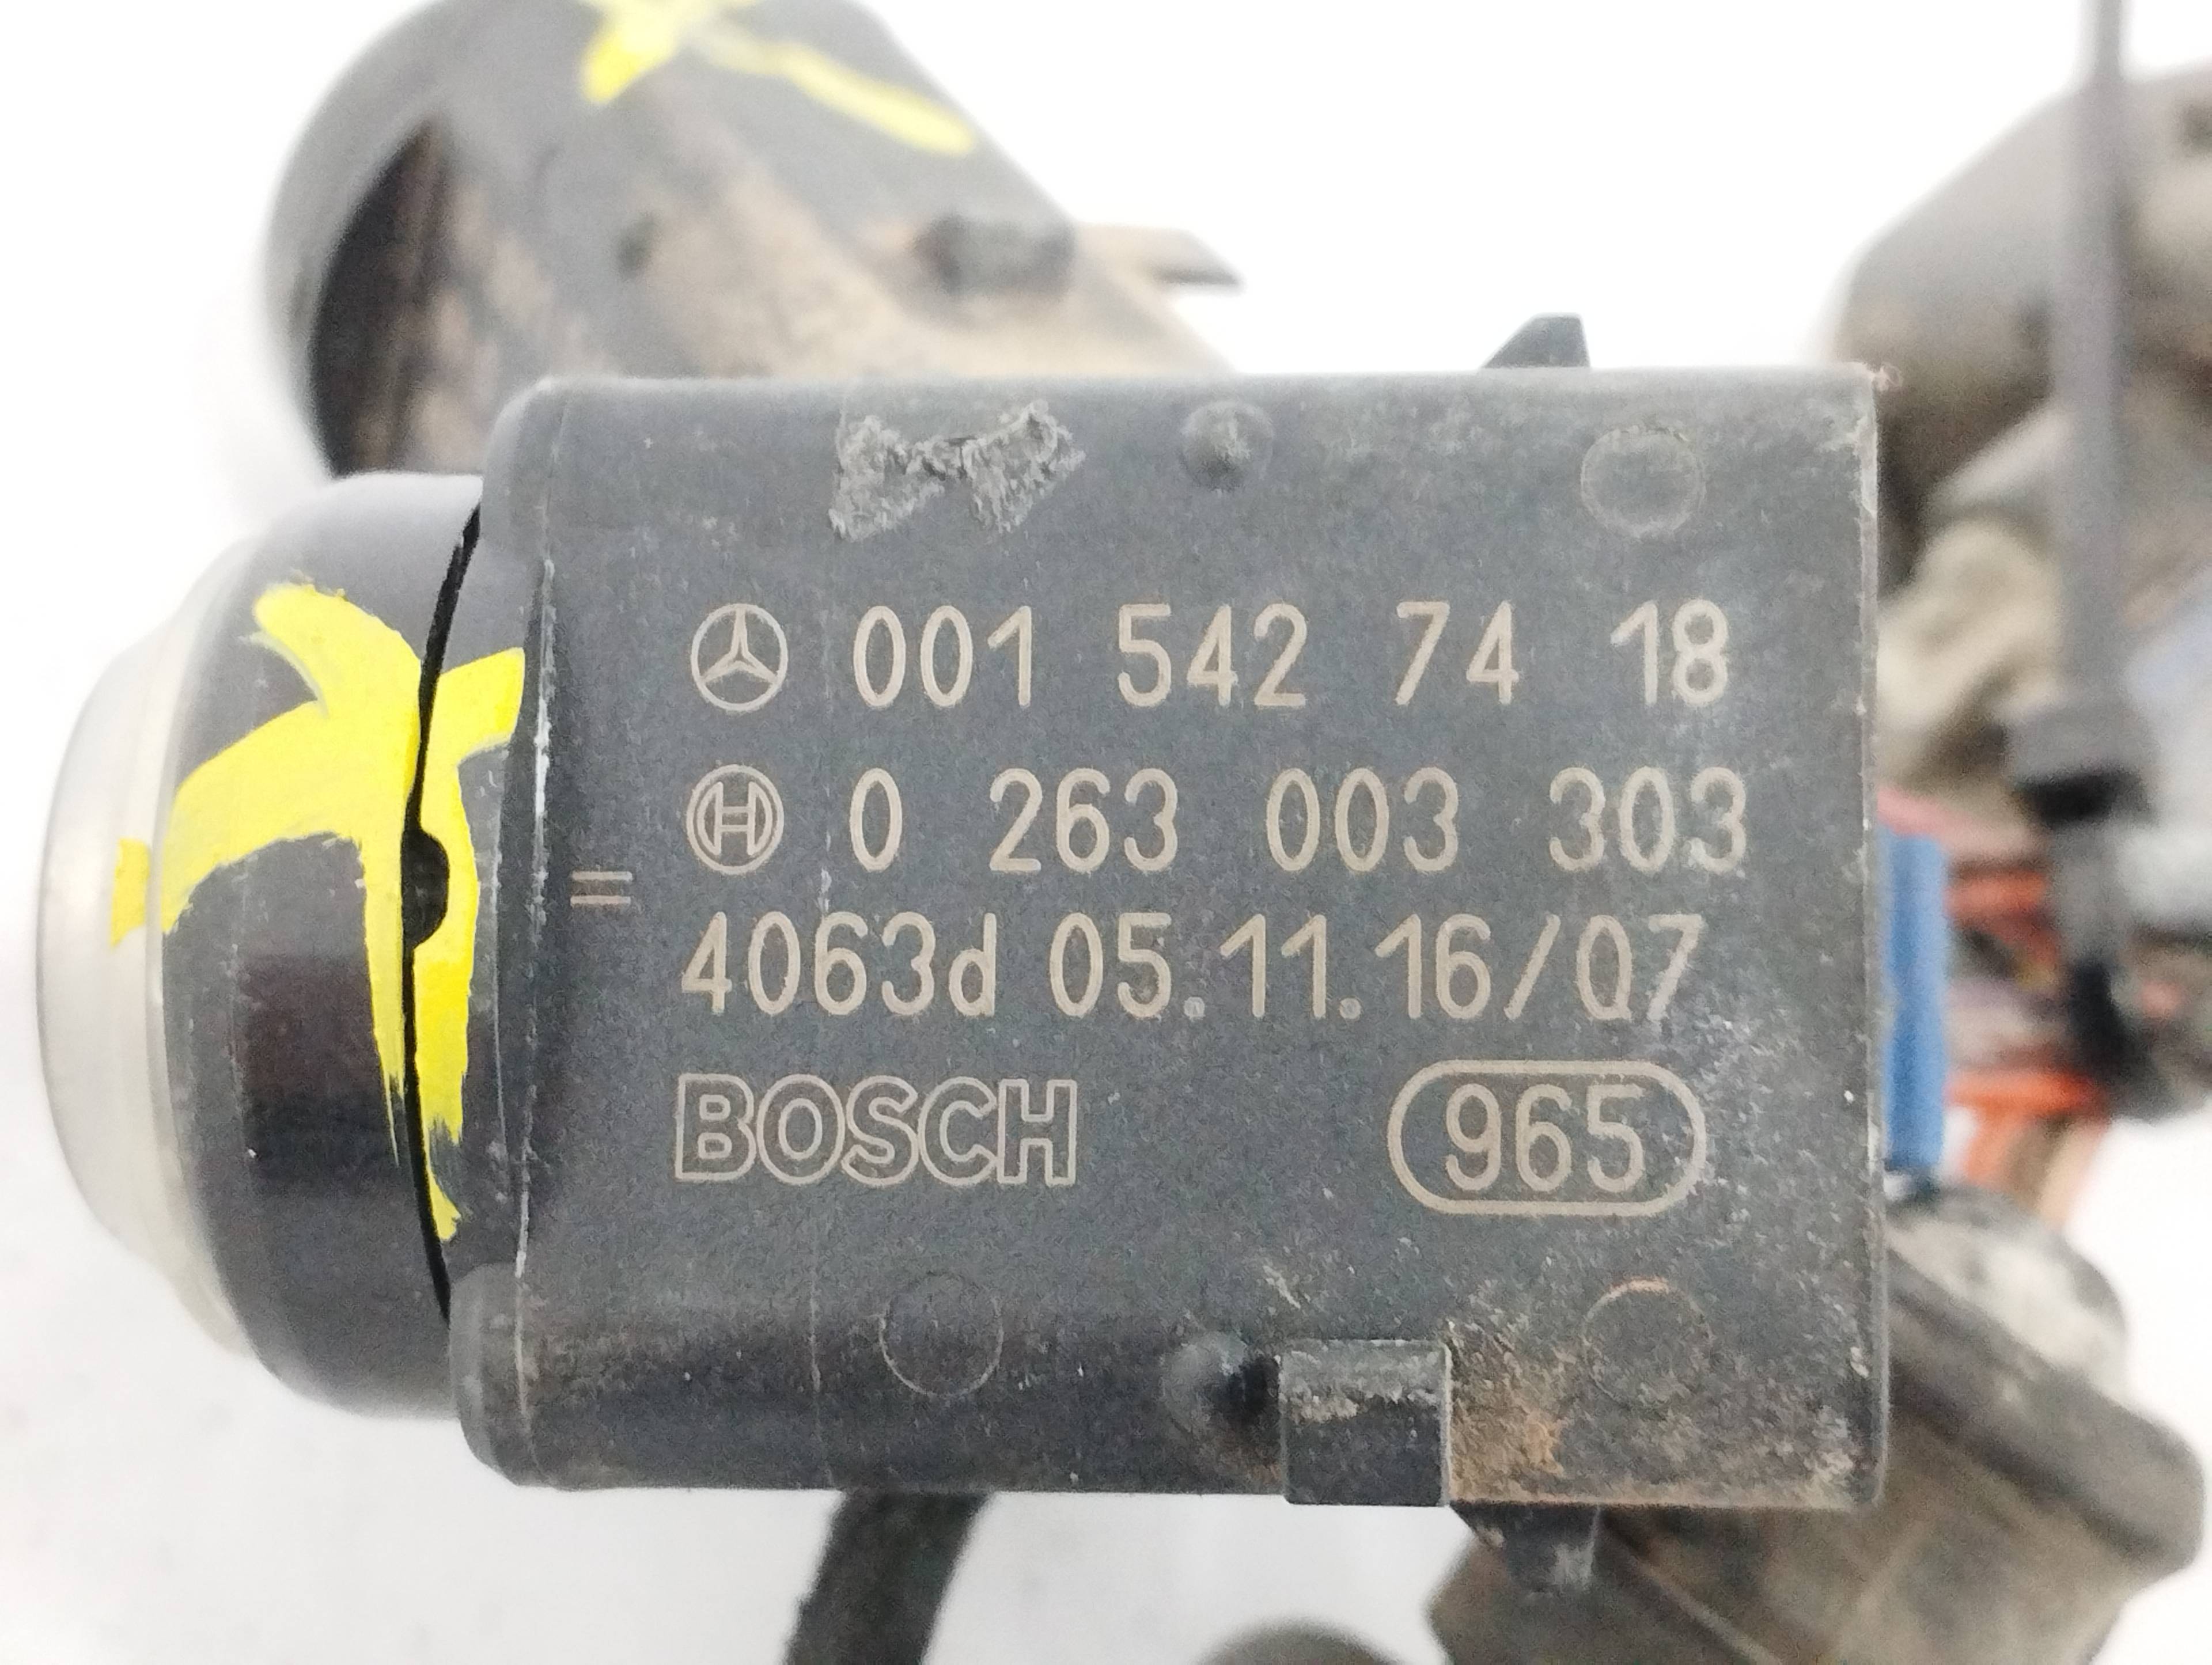 001 542 74 18
0 263 003 303
=
4063d 05.11.16/Q7
BOSCH 965